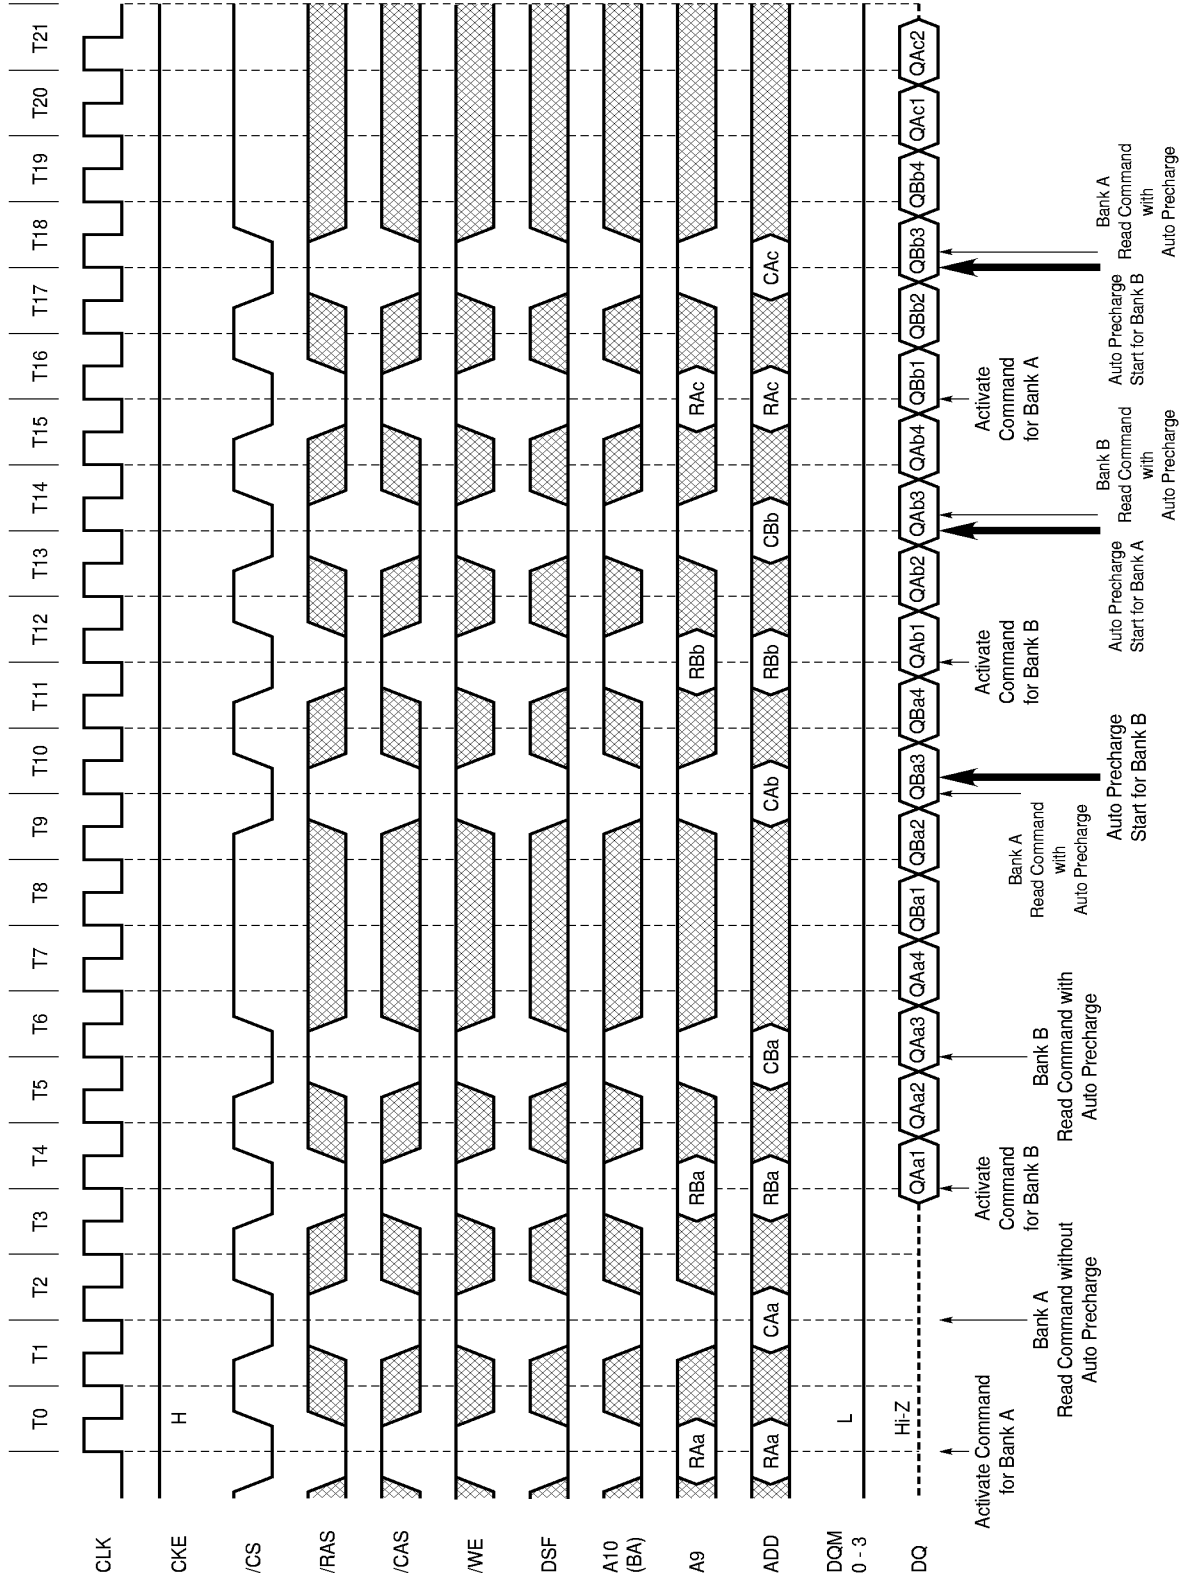 T0 T1 T2 T3 T4 T5 T6 T7 T8 T9 T10 T11 T12 T13 T14 T15 T16 T17 T18 T19 T20 T21
CLK
CKE
H
/CS
/RAS
/CAS
/WE
DSF
A10
(BA)
A9
RAa RBa RBb RAc
ADD
RAa CAa RBa CBa CAb RBb CBb RAc CAc
DQM
0 - 3
L
DQ
Hi-Z
QAa1 QAa2 QAa3 QAa4 QBa1 QBa2 QBa3 QBa4 QAb1 QAb2 QAb3 QAb4 QBb1 QBb2 QBb3 QBb4 QAc1 QAc2
Activate Command
for Bank A
Bank A
Read Command without
Auto Precharge
Activate
Command
for Bank B
Bank B
Read Command with
Auto Precharge
Bank A
Read Command
with
Auto Precharge
Auto Precharge
Start for Bank B
Activate
Command
for Bank B
Auto Precharge
Start for Bank A
Bank B
Read Command
with
Auto Precharge
Activate
Command
for Bank A
Auto Precharge
Start for Bank B
Bank A
Read Command
with
Auto Precharge